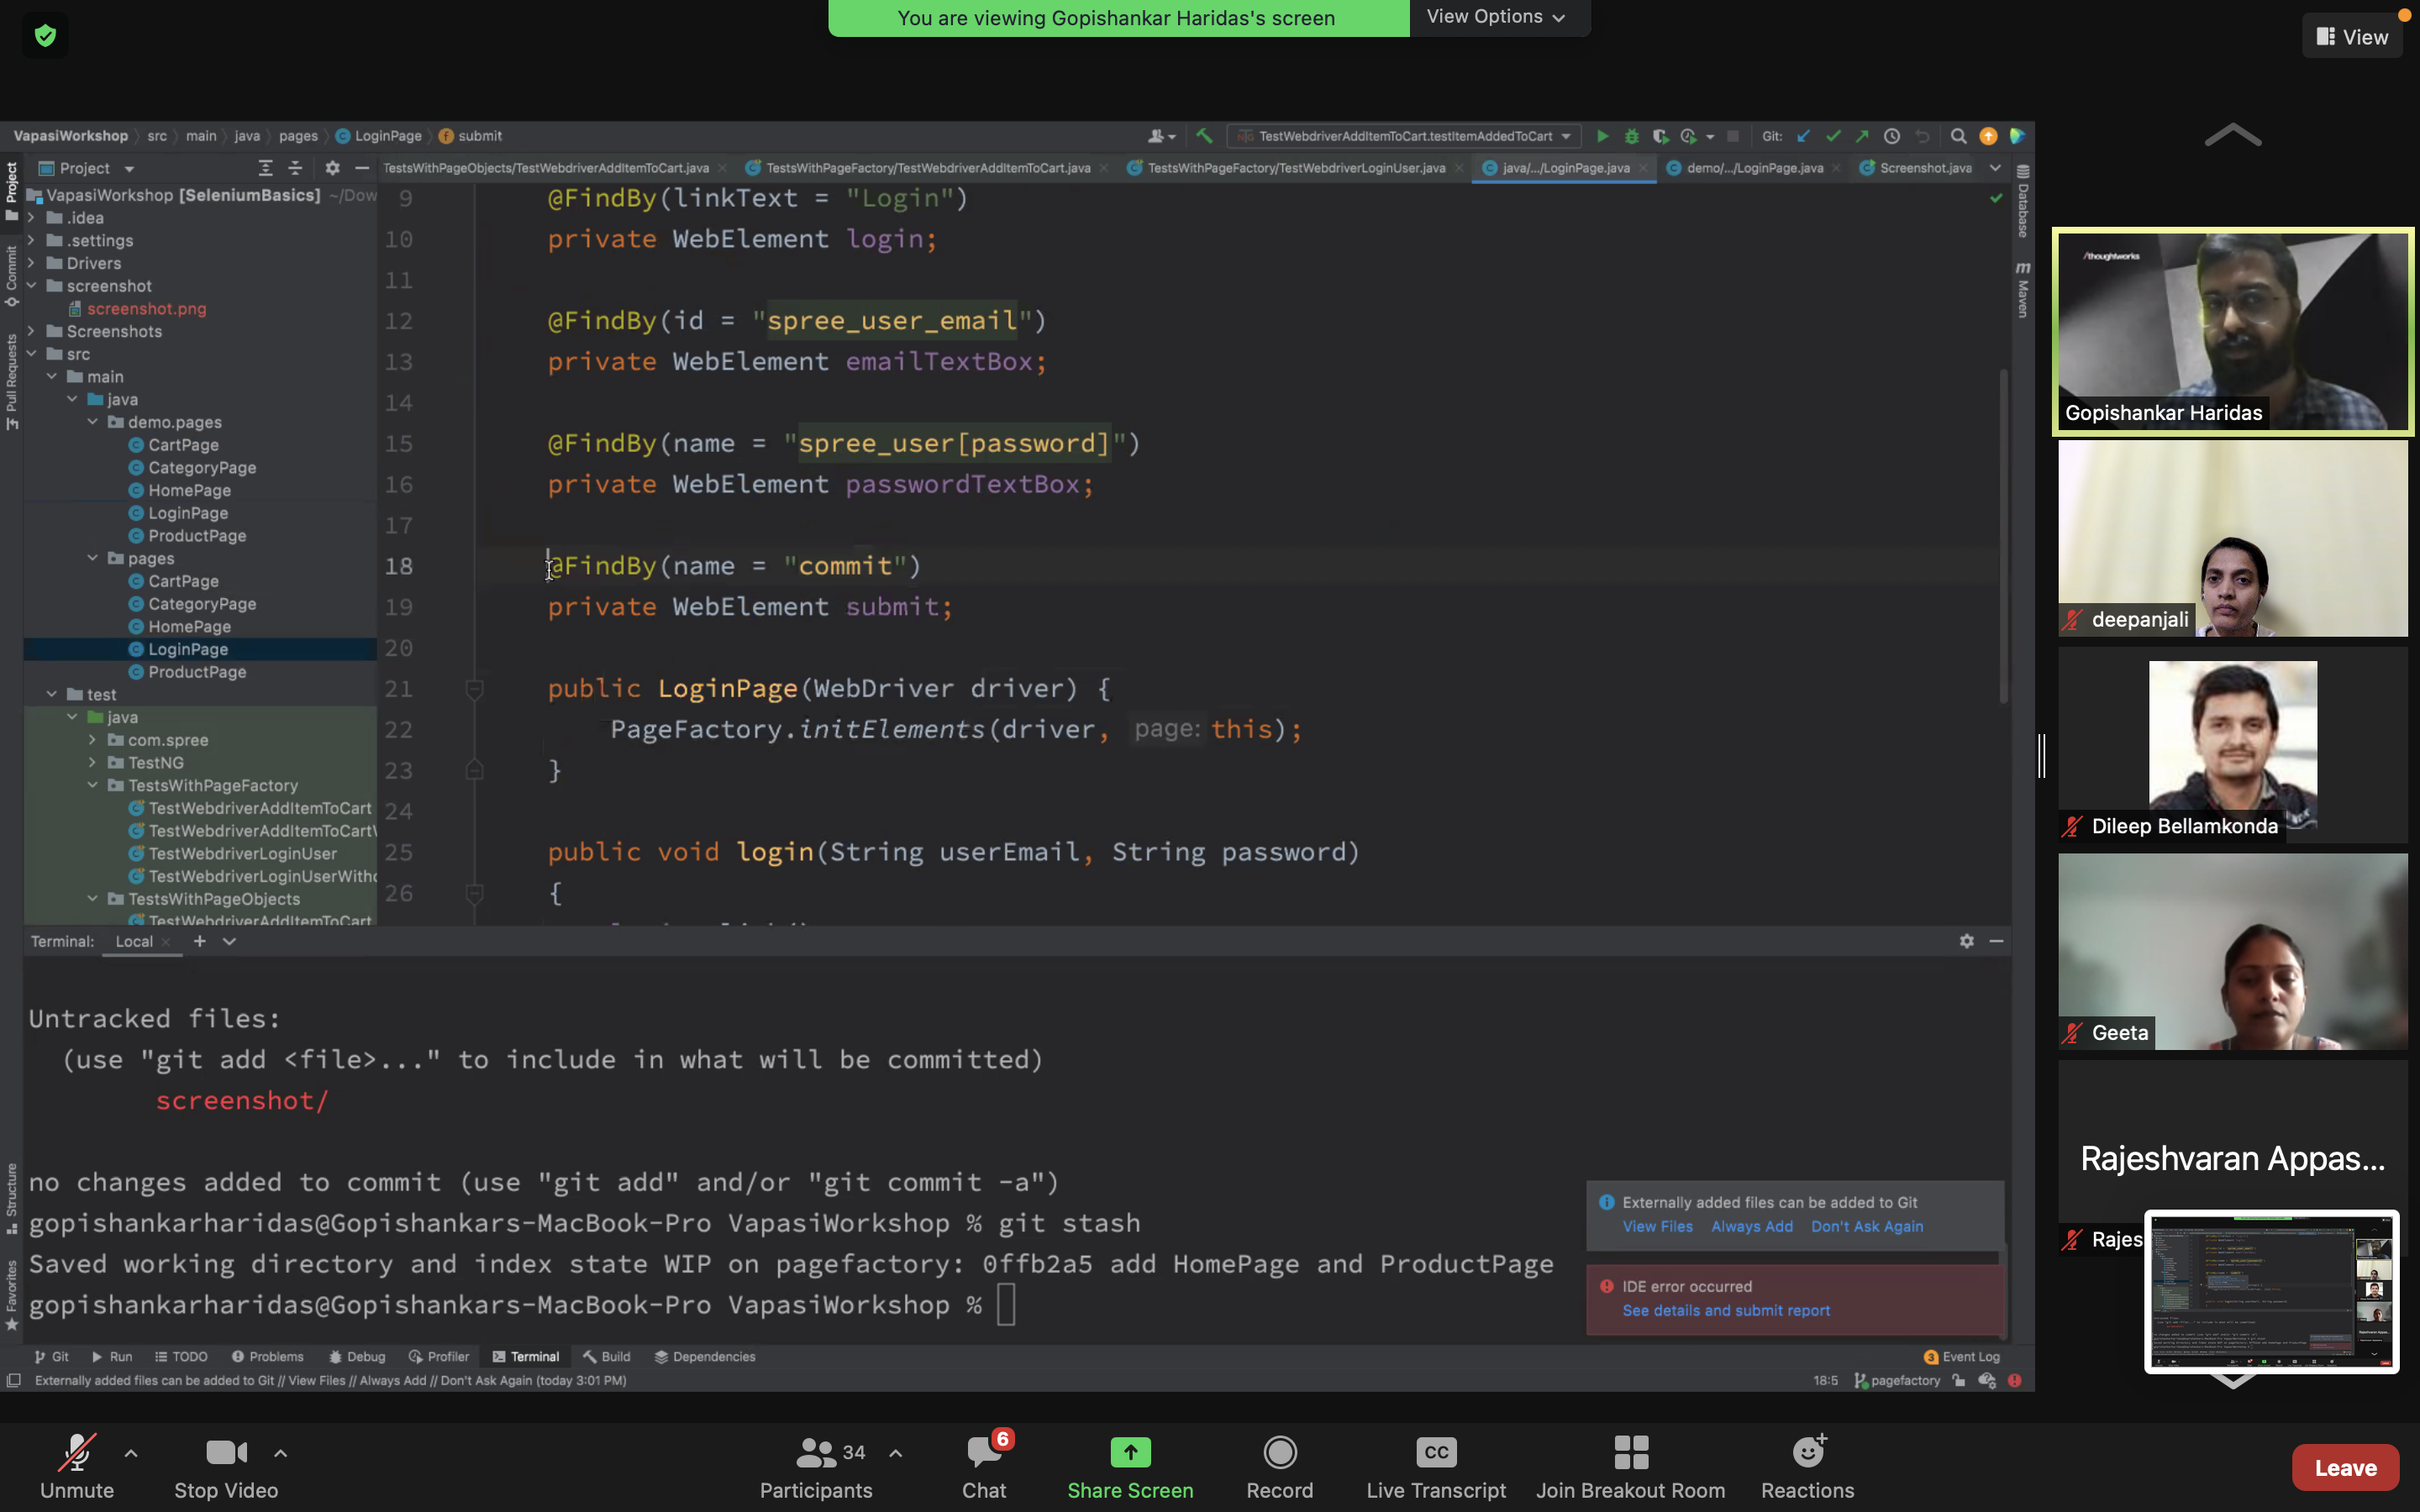 You are viewing Gopishankar Haridas's screen
View Options
View
VapasiWorkshop
src
main
java
pages
LoginPage
submit
TestWebdriverAddItemToCart.testItemAddedToCart
Git:
Project
TestsWithPageObjects/TestWebdriverAddItemToCart.java
TestsWithPageFactory/TestWebdriverAddItemToCart.java
TestsWithPageFactory/TestWebdriverLoginUser.java
java/.../LoginPage.java
demo/.../LoginPage.java
Screenshot.java
Project
Commit
Pull Requests
Structure
Favorites
Database
m Maven
VapasiWorkshop [SeleniumBasics] ~/Dow
.idea
.settings
Drivers
screenshot
screenshot.png
Screenshots
src
main
java
demo.pages
CartPage
CategoryPage
HomePage
LoginPage
ProductPage
pages
CartPage
CategoryPage
HomePage
LoginPage
ProductPage
test
java
com.spree
TestNG
TestsWithPageFactory
TestWebdriverAddItemToCart
TestWebdriverAddItemToCart
TestWebdriverLoginUser
TestWebdriverLoginUserWitho
TestsWithPageObjects
TestWebdriverAddItemToCart
9 @FindBy(linkText = "Login")
10 private WebElement login;
11
12 @FindBy(id = "spree_user_email")
13 private WebElement emailTextBox;
14
15 @FindBy(name = "spree_user[password]")
16 private WebElement passwordTextBox;
17
18 @FindBy(name = "commit")
19 private WebElement submit;
20
21 public LoginPage(WebDriver driver) {
22 PageFactory.initElements(driver, page: this);
23 }
24
25 public void login(String userEmail, String password)
26 {
Terminal: Local
Untracked files:
(use "git add <file>..." to include in what will be committed)
screenshot/
no changes added to commit (use "git add" and/or "git commit -a")
gopishankarharidas@Gopishankars-MacBook-Pro VapasiWorkshop % git stash
Saved working directory and index state WIP on pagefactory: 0ffb2a5 add HomePage and ProductPage
gopishankarharidas@Gopishankars-MacBook-Pro VapasiWorkshop %
Externally added files can be added to Git
View Files Always Add Don't Ask Again
IDE error occurred
See details and submit report
Git
Run
TODO
Problems
Debug
Profiler
Terminal
Build
Dependencies
3 Event Log
Externally added files can be added to Git // View Files // Always Add // Don't Ask Again (today 3:01 PM)
18:5
pagefactory
/thoughtworks
Gopishankar Haridas
deepanjali
Dileep Bellamkonda
Geeta
Rajeshvaran Appas...
Rajes
Unmute
Stop Video
34
Participants
6
Chat
Share Screen
Record
CC
Live Transcript
Join Breakout Room
Reactions
Leave